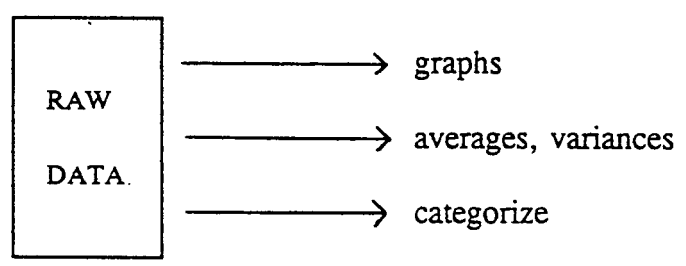 RAW
DATA.
graphs
averages, variances
categorize